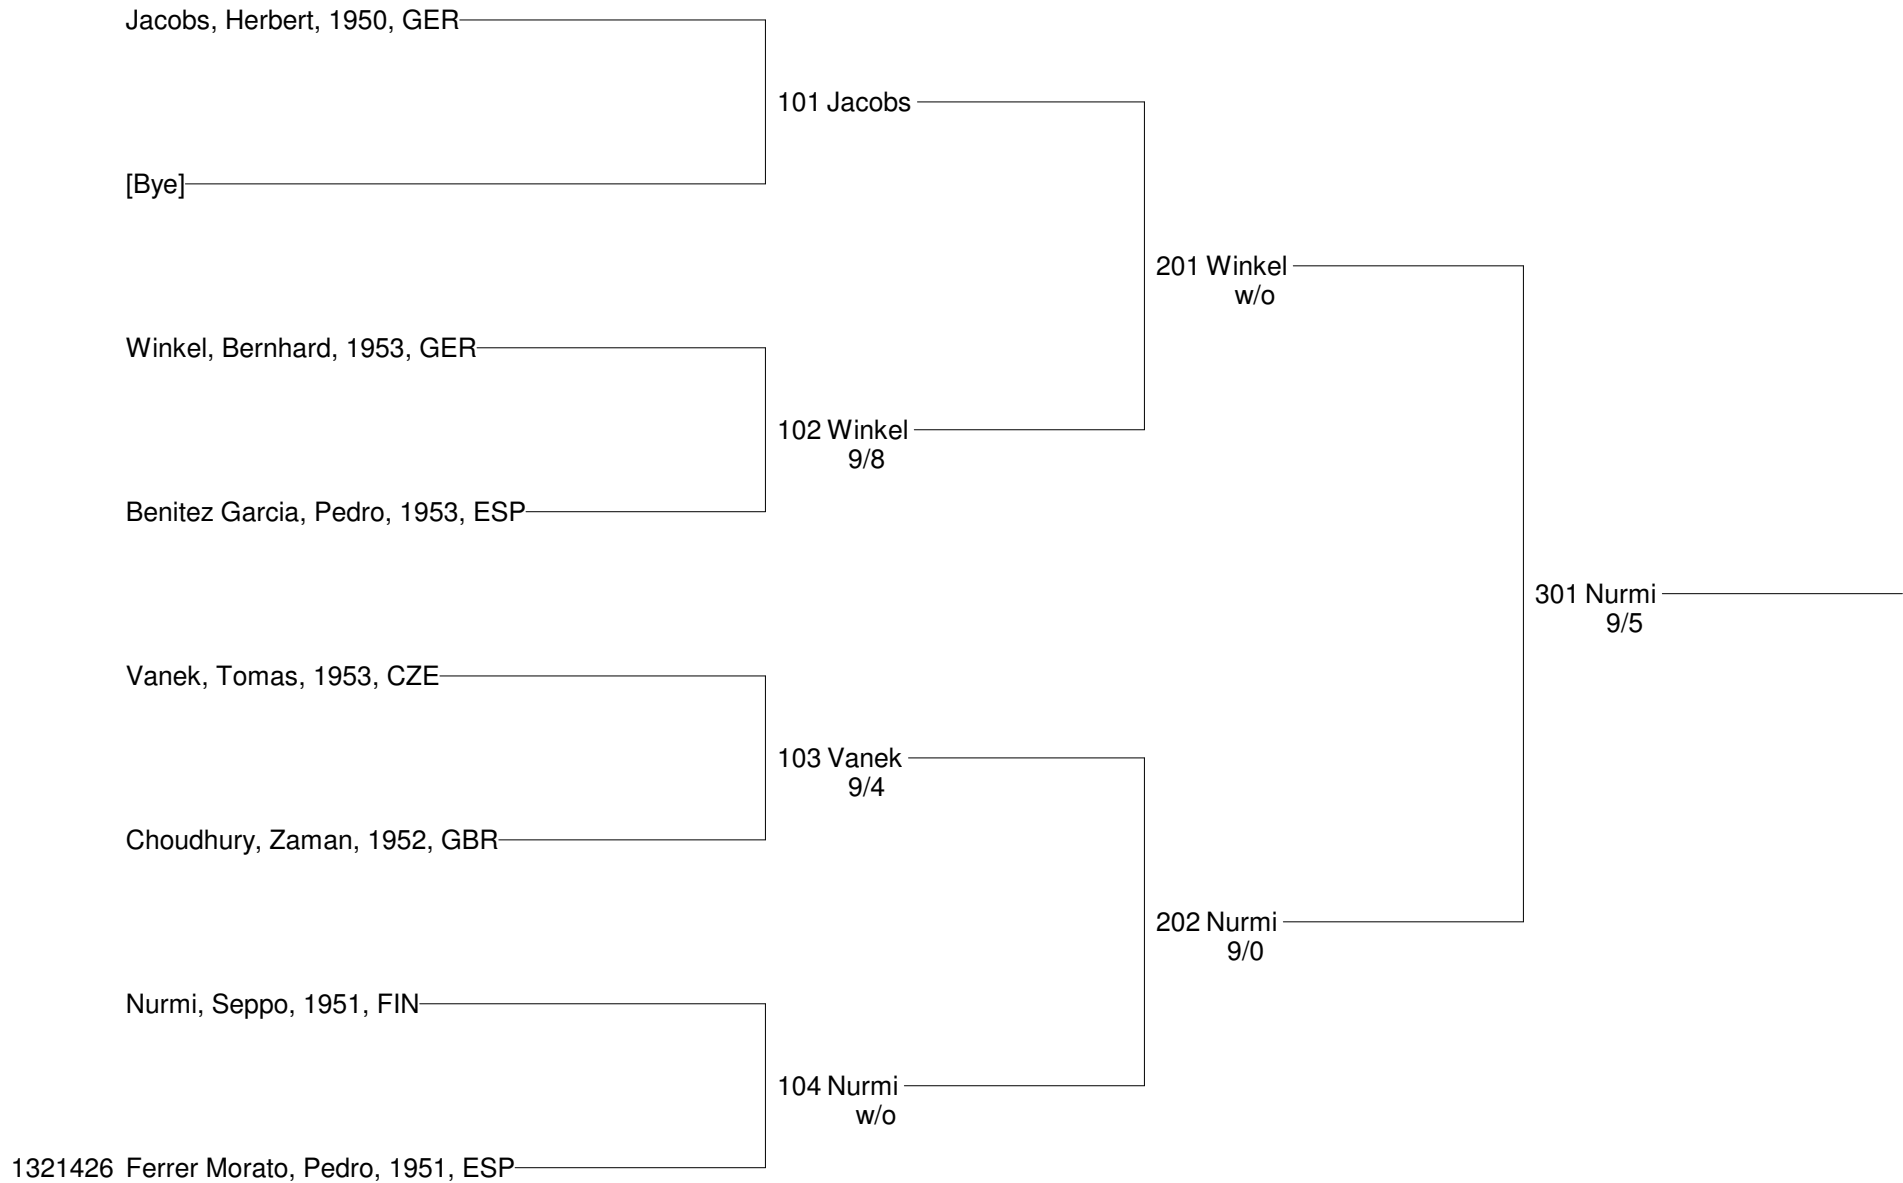 Jacobs, Herbert, 1950, GER
101 Jacobs
[Bye]
201 Winkel
w/o
Winkel, Bernhard, 1953, GER
102 Winkel
9/8
Benitez Garcia, Pedro, 1953, ESP
301 Nurmi
9/5
Vanek, Tomas, 1953, CZE
103 Vanek
9/4
Choudhury, Zaman, 1952, GBR
202 Nurmi
9/0
Nurmi, Seppo, 1951, FIN
104 Nurmi
w/o
1321426 Ferrer Morato, Pedro, 1951, ESP